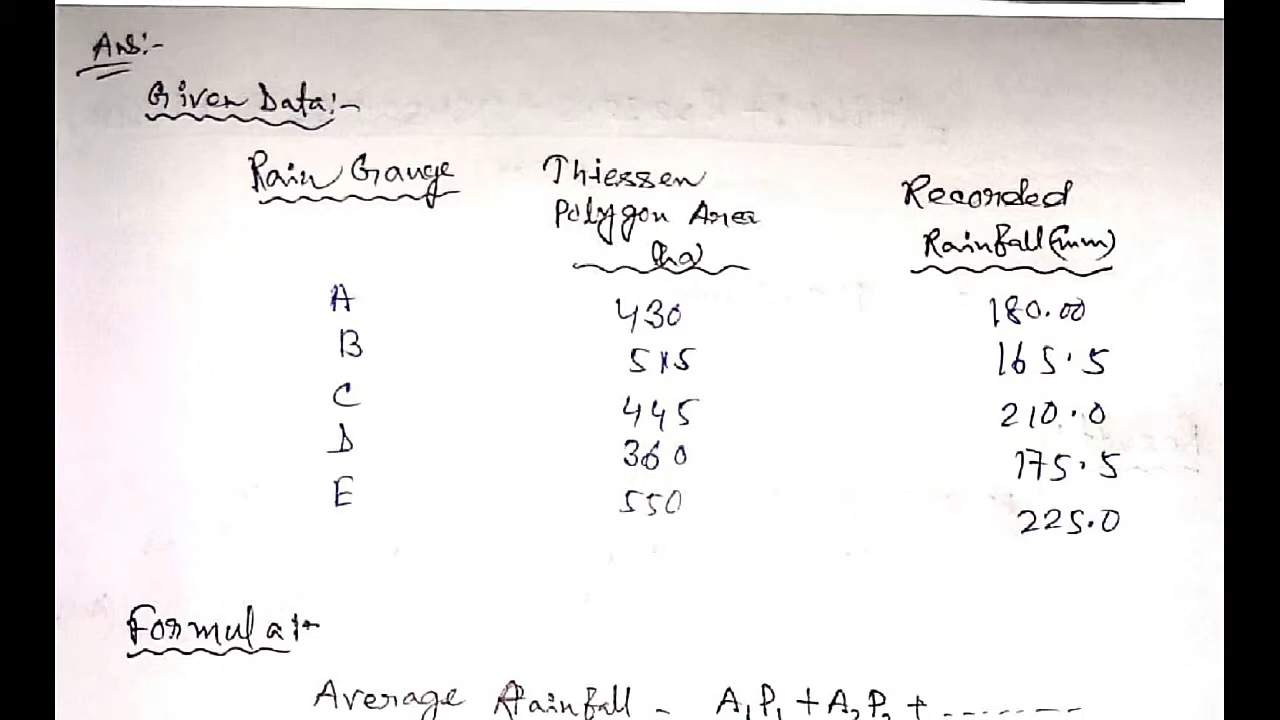 Ans:-
Given Data:-
Rain Gauge Thiessen Polygon Area (ha) Recorded Rainfall (mm)
A 430 180.00
B 515 165.5
C 445 210.0
D 360 175.5
E 550 225.0
Formula:-
Average Rainfall = A₁P₁ + A₂P₂ + --------